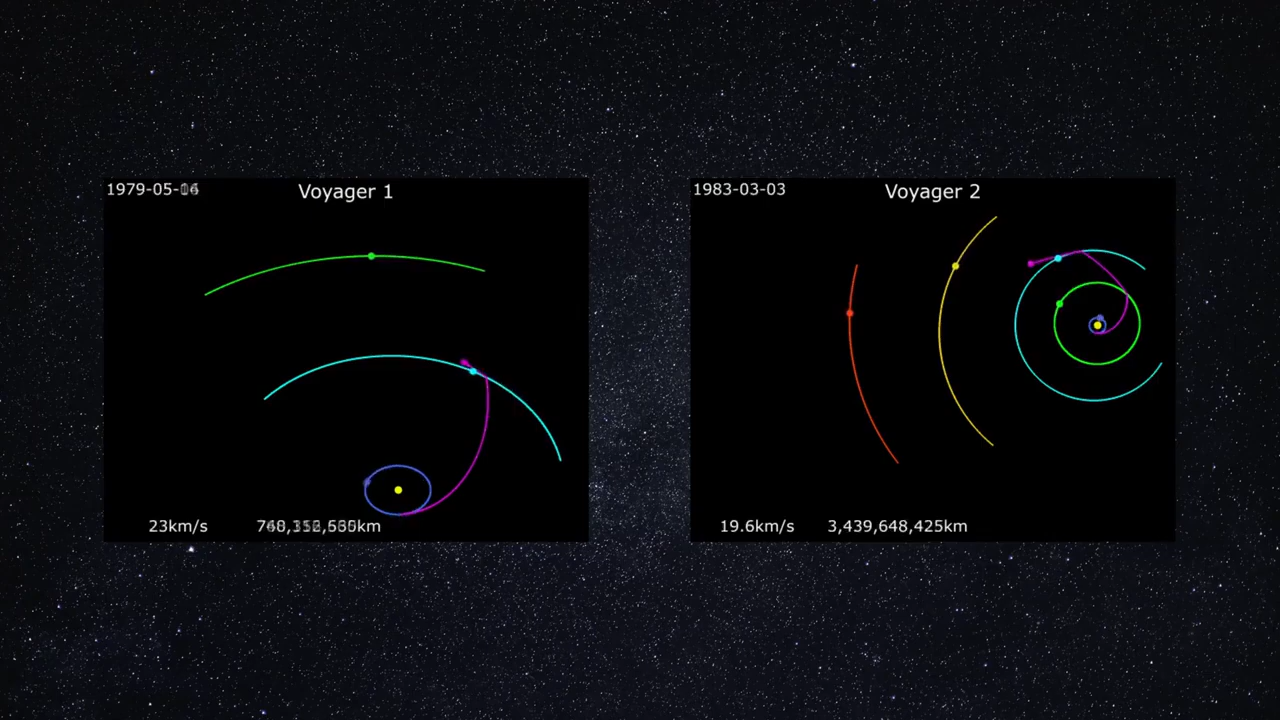 Voyager 1
23km/s
1983-03-03
Voyager 2
19.6km/s
3,439,648,425km